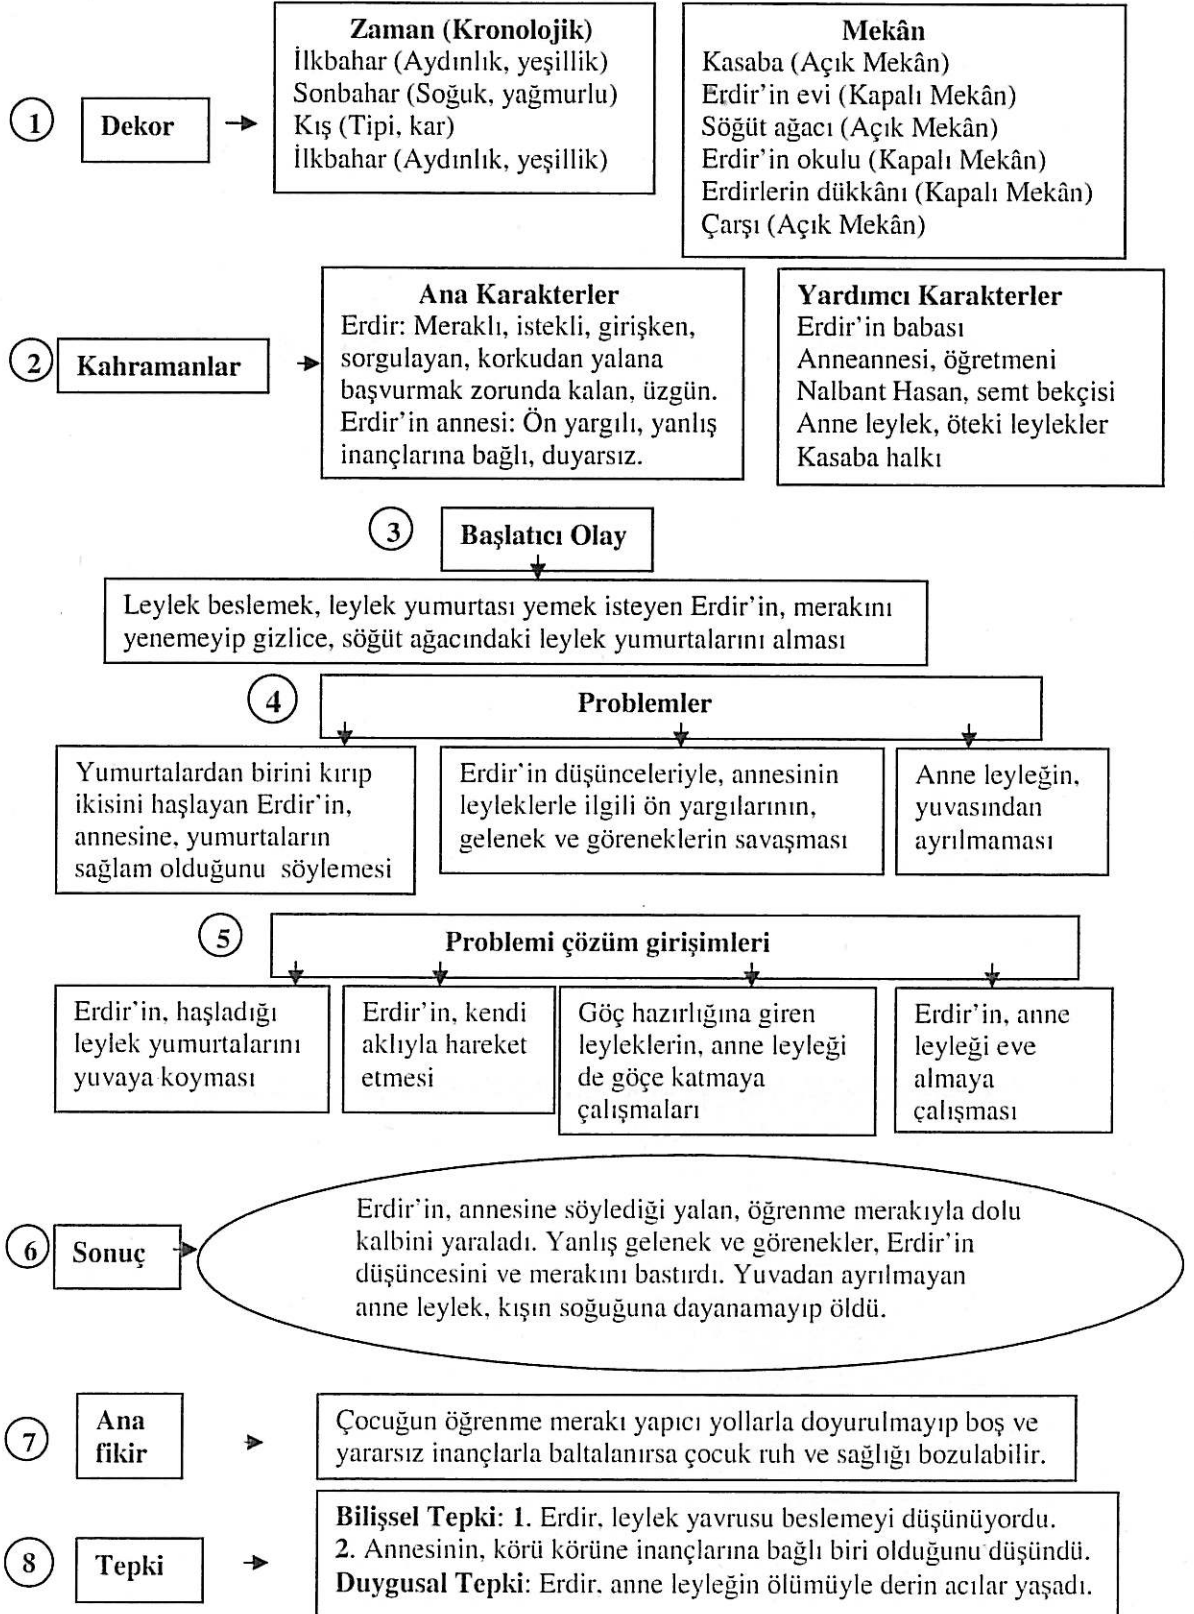 1
Dekor
Zaman (Kronolojik)
İlkbahar (Aydınlık, yeşillik)
Sonbahar (Soğuk, yağmurlu)
Kış (Tipi, kar)
İlkbahar (Aydınlık, yeşillik)
Mekân
Kasaba (Açık Mekân)
Erdir'in evi (Kapalı Mekân)
Söğüt ağacı (Açık Mekân)
Erdir'in okulu (Kapalı Mekân)
Erdirlerin dükkânı (Kapalı Mekân)
Çarşı (Açık Mekân)
2
Kahramanlar
Ana Karakterler
Erdir: Meraklı, istekli, girişken,
sorgulayan, korkudan yalana
başvurmak zorunda kalan, üzgün.
Erdir'in annesi: Ön yargılı, yanlış
inançlarına bağlı, duyarsız.
Yardımcı Karakterler
Erdir'in babası
Anneannesi, öğretmeni
Nalbant Hasan, semt bekçisi
Anne leylek, öteki leylekler
Kasaba halkı
3
Başlatıcı Olay
Leylek beslemek, leylek yumurtası yemek isteyen Erdir'in, merakını
yenemeyip gizlice, söğüt ağacındaki leylek yumurtalarını alması
4
Problemler
Yumurtalardan birini kırıp
ikisini haşlayan Erdir'in,
annesine, yumurtaların
sağlam olduğunu söylemesi
Erdir'in düşünceleriyle, annesinin
leyleklerle ilgili ön yargılarının,
gelenek ve göreneklerin savaşması
Anne leyleğin,
yuvasından
ayrılmaması
5
Problemi çözüm girişimleri
Erdir'in, haşladığı
leylek yumurtalarını
yuvaya koyması
Erdir'in, kendi
aklıyla hareket
etmesi
Göç hazırlığına giren
leyleklerin, anne leyleği
de göçe katmaya
çalışmaları
Erdir'in, anne
leyleği eve
almaya
çalışması
6
Sonuç
Erdir'in, annesine söylediği yalan, öğrenme merakıyla dolu
kalbini yaraladı. Yanlış gelenek ve görenekler, Erdir'in
düşüncesini ve merakını bastırdı. Yuvadan ayrılmayan
anne leylek, kışın soğuğuna dayanamayıp öldü.
7
Ana
fikir
Çocuğun öğrenme merakı yapıcı yollarla doyurulmayıp boş ve
yararsız inançlarla baltalanırsa çocuk ruh ve sağlığı bozulabilir.
8
Tepki
Bilişsel Tepki: 1. Erdir, leylek yavrusu beslemeyi düşünüyordu.
2. Annesinin, körü körüne inançlarına bağlı biri olduğunu düşündü.
Duygusal Tepki: Erdir. anne leyleğin ölümüyle derin acılar yaşadı.